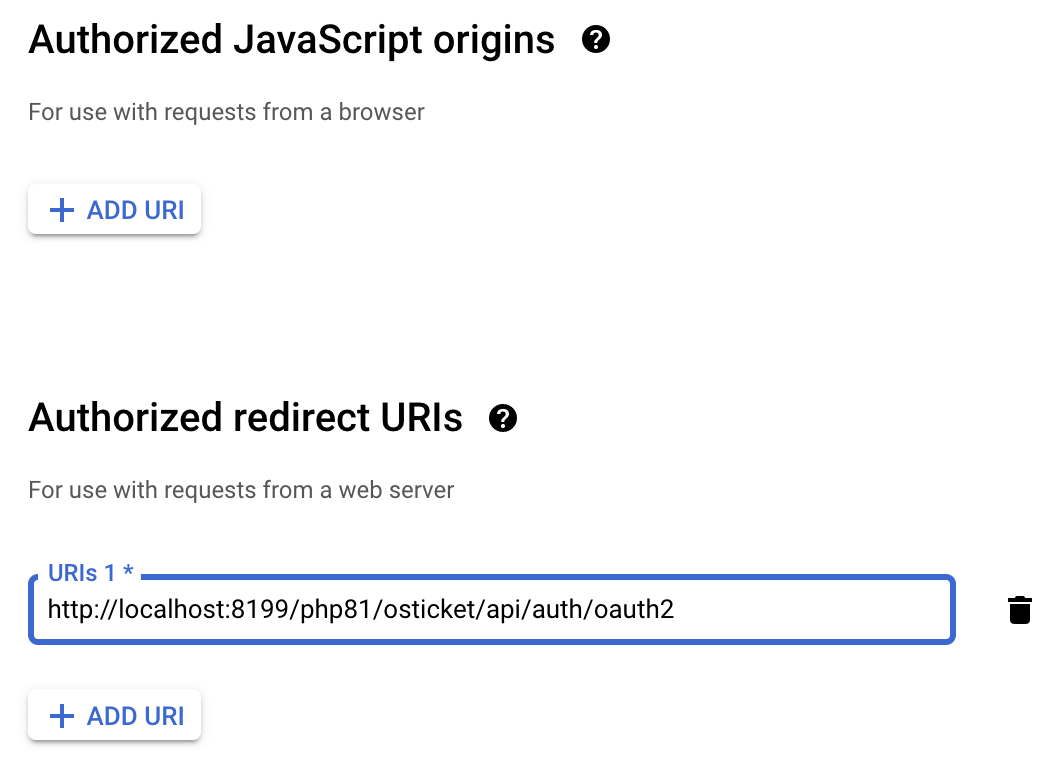 Authorized JavaScript origins
For use with requests from a browser
ADD URI
Authorized redirect URIs
For use with requests from a web server
URIs 1 *
http://localhost:8199/php81/osticket/api/auth/oauth2
ADD URI